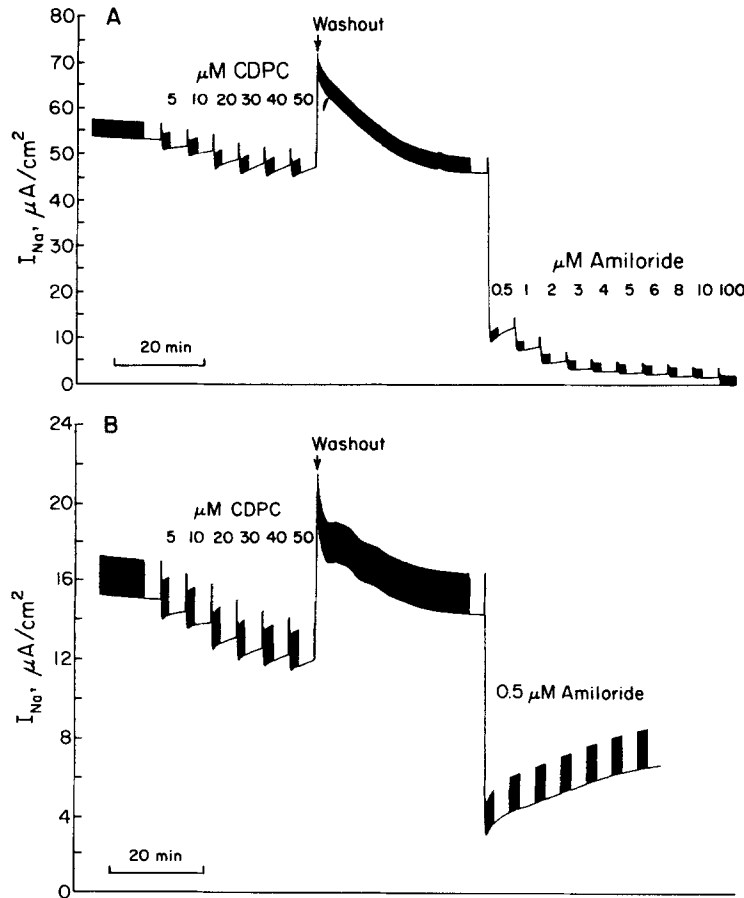 A
Washout
μM CDPC
5 10 20 30 40 50
I_Na, μA/cm²
80
70
60
50
40
30
20
10
0
μM Amiloride
0.5 1 2 3 4 5 6 8 10 100
20 min
B
Washout
μM CDPC
5 10 20 30 40 50
I_Na, μA/cm²
24
20
16
12
8
4
0
0.5 μM Amiloride
20 min